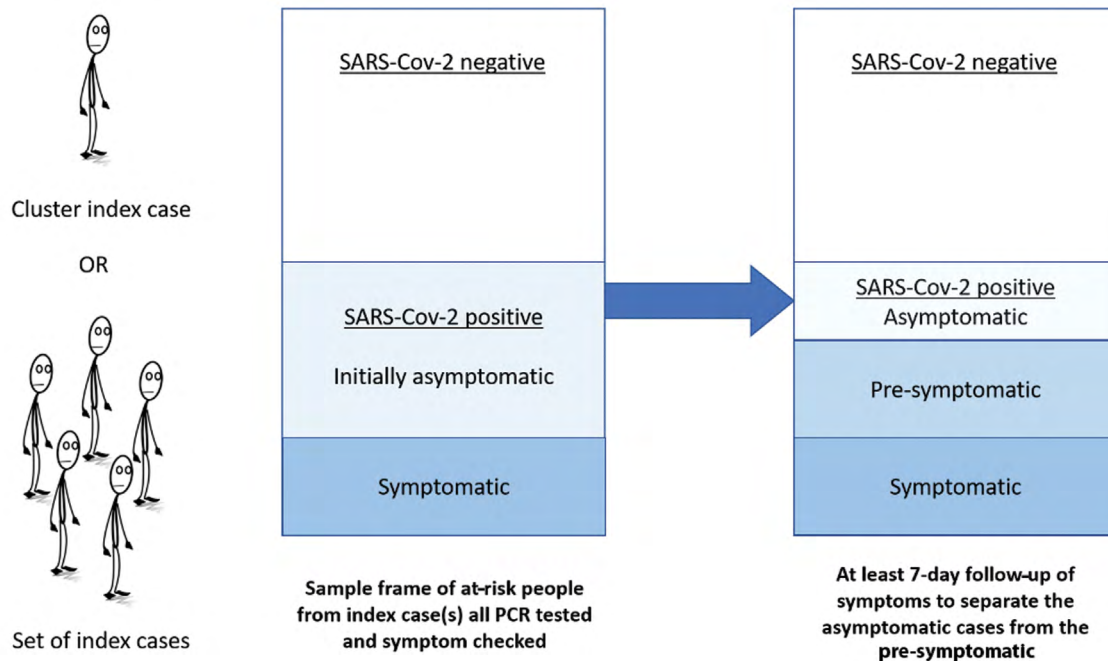 Cluster index case
OR
Set of index cases
SARS-Cov-2 negative
SARS-Cov-2 positive
Initially asymptomatic
Symptomatic
Sample frame of at-risk people
from index case(s) all PCR tested
and symptom checked
SARS-Cov-2 negative
SARS-Cov-2 positive
Asymptomatic
Pre-symptomatic
Symptomatic
At least 7-day follow-up of
symptoms to separate the
asymptomatic cases from the
pre-symptomatic